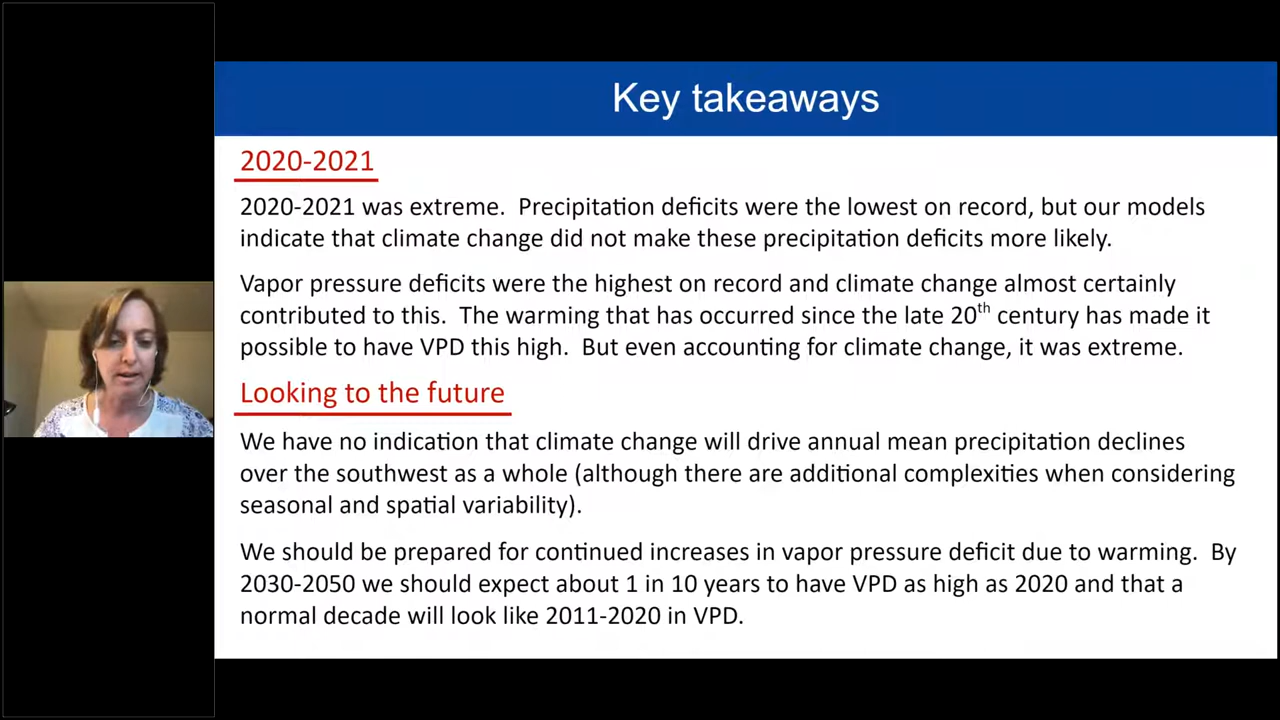 Key takeaways
2020-2021
2020-2021 was extreme. Precipitation deficits were the lowest on record, but our models
indicate that climate change did not make these precipitation deficits more likely.
Vapor pressure deficits were the highest on record and climate change almost certainly
contributed to this. The warming that has occurred since the late 20th century has made it
possible to have VPD this high. But even accounting for climate change, it was extreme.
Looking to the future
We have no indication that climate change will drive annual mean precipitation declines
over the southwest as a whole (although there are additional complexities when considering
seasonal and spatial variability).
We should be prepared for continued increases in vapor pressure deficit due to warming. By
2030-2050 we should expect about 1 in 10 years to have VPD as high as 2020 and that a
normal decade will look like 2011-2020 in VPD.